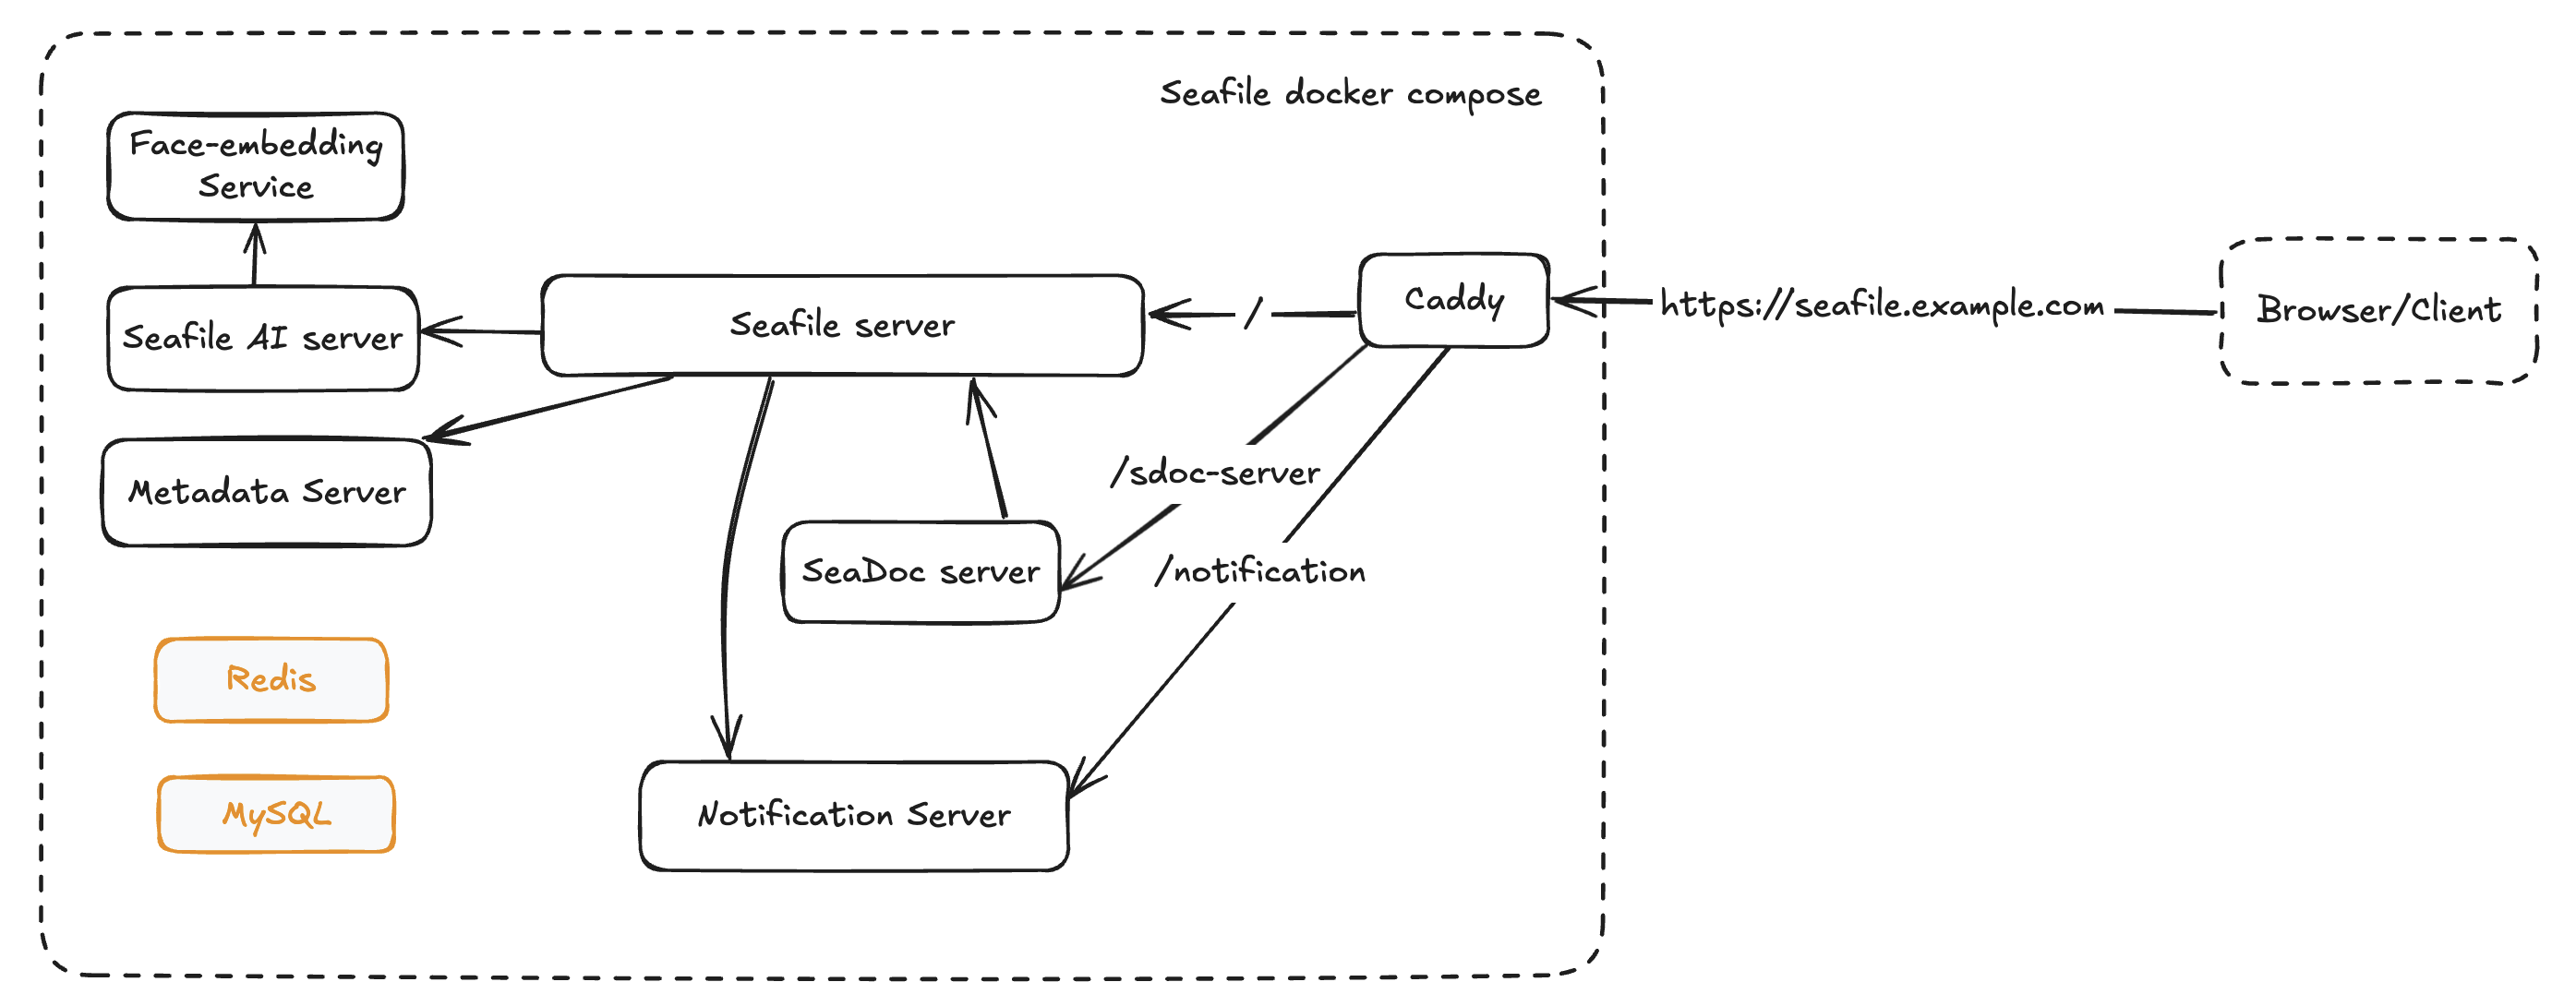 Seafile docker compose
Face-embedding
Service
Seafile AI server
Seafile server
/
Caddy
https://seafile.example.com
Browser/Client
Metadata Server
/sdoc-server
SeaDoc server
/notification
Redis
MySQL
Notification Server